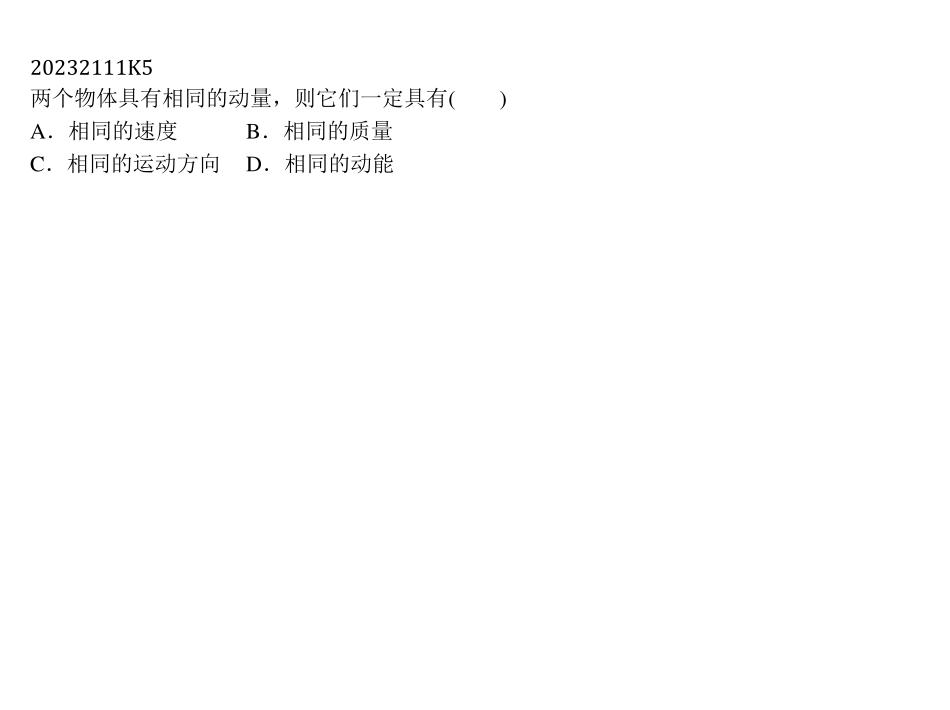 20232111K5
两个物体具有相同的动量，则它们一定具有(　　)
A．相同的速度　　　B．相同的质量
C．相同的运动方向　D．相同的动能